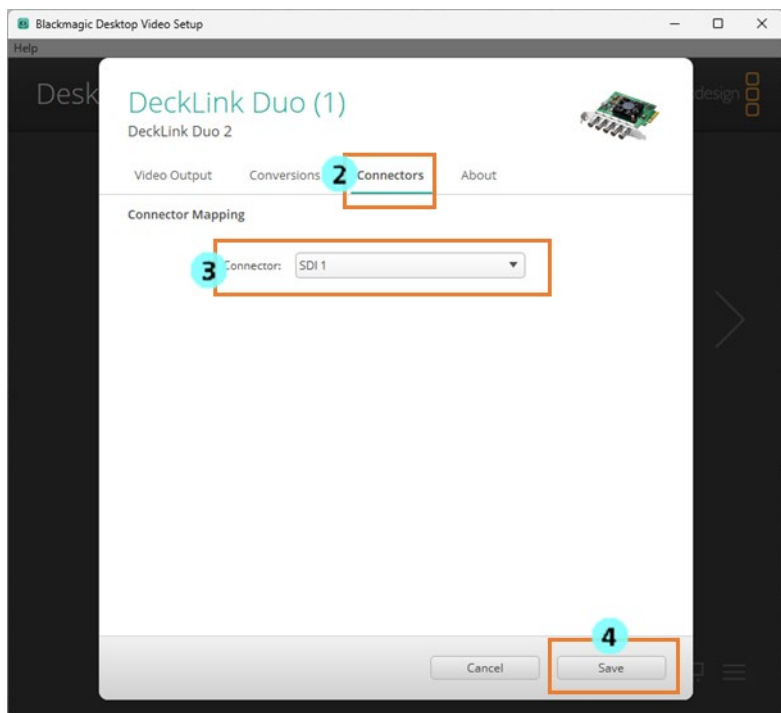 Blackmagic Desktop Video Setup
Help
Desk
design
DeckLink Duo (1)
DeckLink Duo 2
Video Output Conversions 2 Connectors About
Connector Mapping
3 Connector: SDI 1
4
Cancel Save